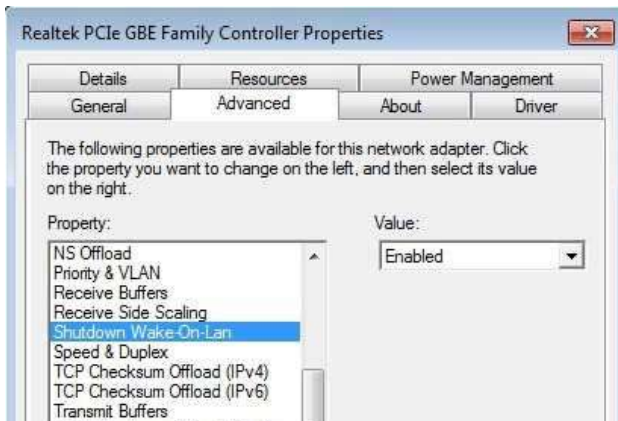 Realtek PCIe GBE Family Controller Properties
Details Resources Power Management
General Advanced About Driver
The following properties are available for this network adapter. Click
the property you want to change on the left, and then select its value
on the right.
Property:
Value:
NS Offload
Priority & VLAN
Receive Buffers
Receive Side Scaling
Shutdown Wake-On-Lan
Speed & Duplex
TCP Checksum Offload (IPv4)
TCP Checksum Offload (IPv6)
Transmit Buffers
Enabled